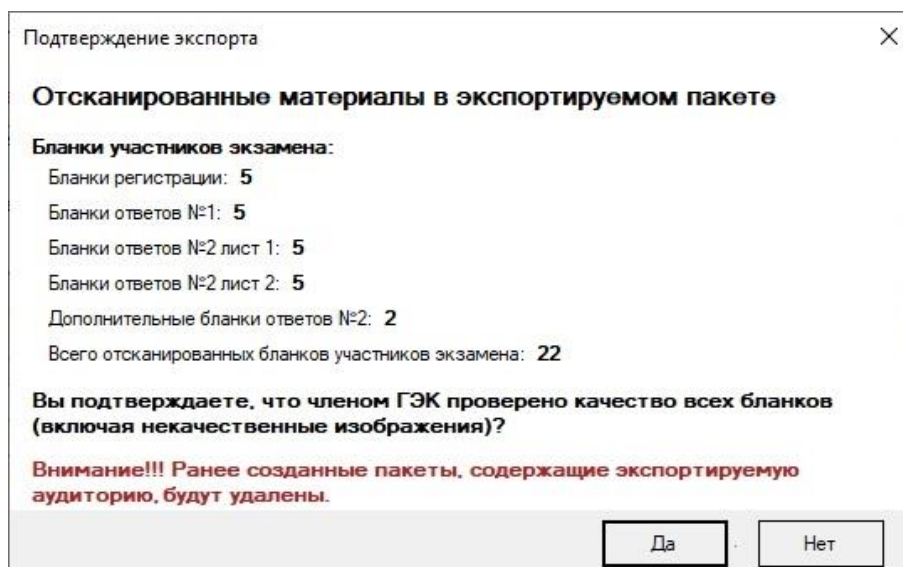 Подтверждение экспорта
Отсканированные материалы в экспортируемом пакете
Бланки участников экзамена:
Бланки регистрации: 5
Бланки ответов №1: 5
Бланки ответов №2 лист 1: 5
Бланки ответов №2 лист 2: 5
Дополнительные бланки ответов №2: 2
Всего отсканированных бланков участников экзамена: 22
Вы подтверждаете, что членом ГЭК проверено качество всех бланков
(включая некачественные изображения)?
Внимание!!! Ранее созданные пакеты, содержащие экспортируемую
аудиторию, будут удалены.
Да Нет